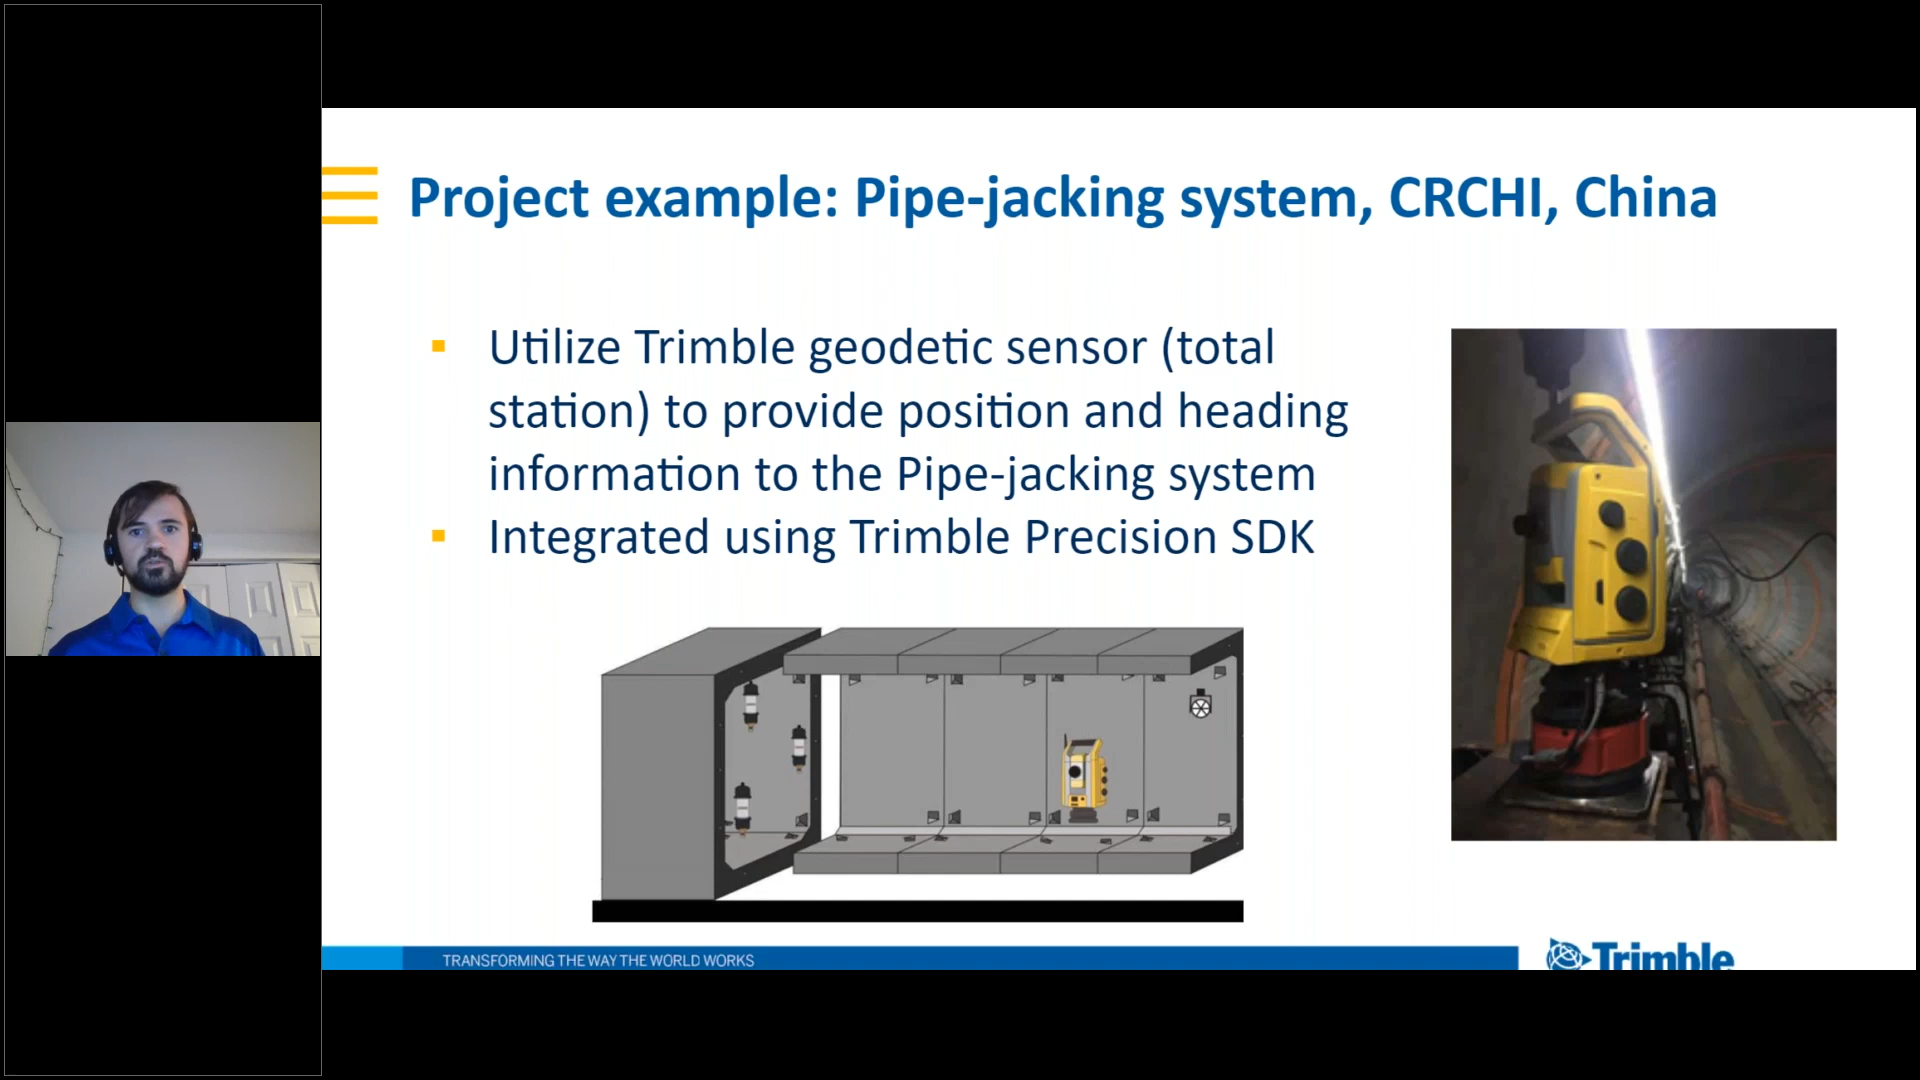 Project example: Pipe-jacking system, CRCHI, China
Utilize Trimble geodetic sensor (total
station) to provide position and heading
information to the Pipe-jacking system
Integrated using Trimble Precision SDK
TRANSFORMING THE WAY THE WORLD WORKS
Trimble